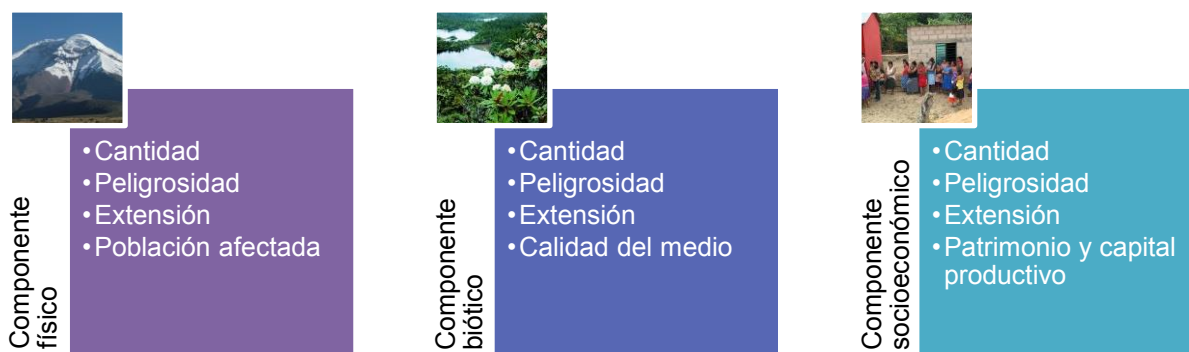 Componente
físico
•Cantidad
•Peligrosidad
•Extensión
•Población afectada
Componente
biótico
•Cantidad
•Peligrosidad
•Extensión
•Calidad del medio
Componente
socioeconómico
•Cantidad
•Peligrosidad
•Extensión
•Patrimonio y capital
productivo